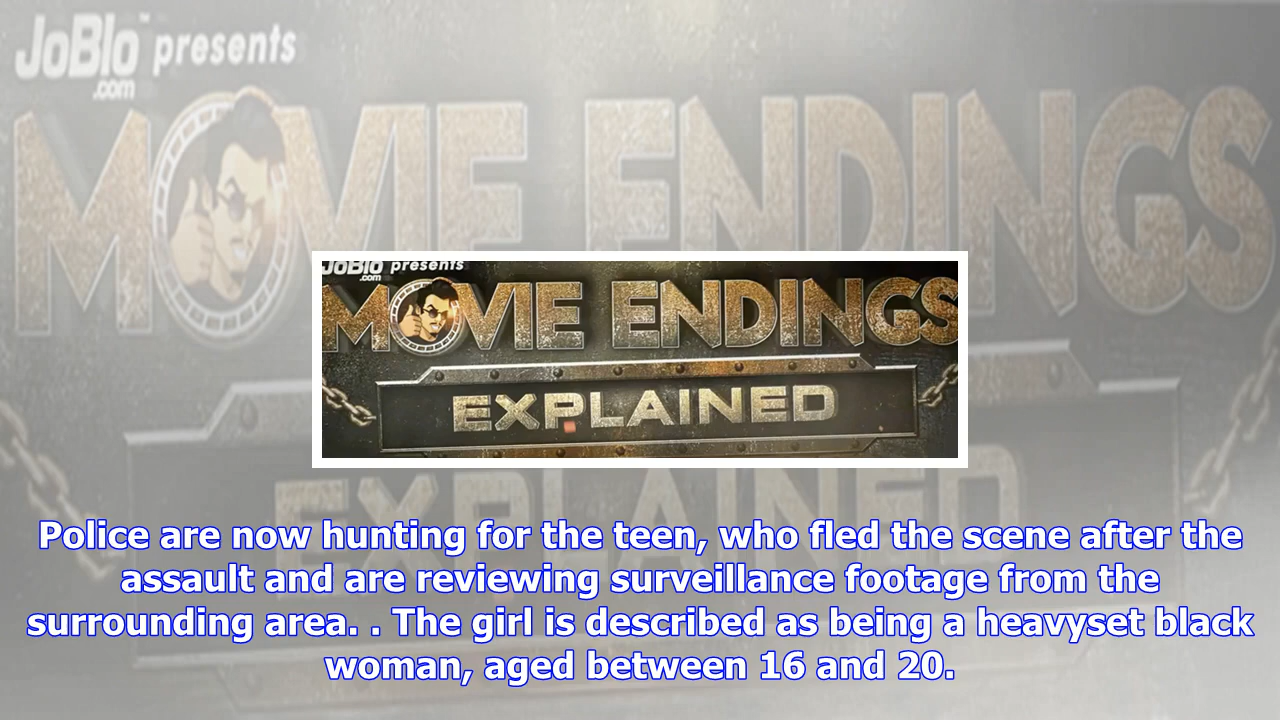 JoBlo presents
.com
MOVIE ENDINGS
JoBlo presents
.com
MOVIE ENDINGS
EXPLAINED
EXPLAINED
Police are now hunting for the teen, who fled the scene after the
assault and are reviewing surveillance footage from the
surrounding area. . The girl is described as being a heavyset black
woman, aged between 16 and 20.